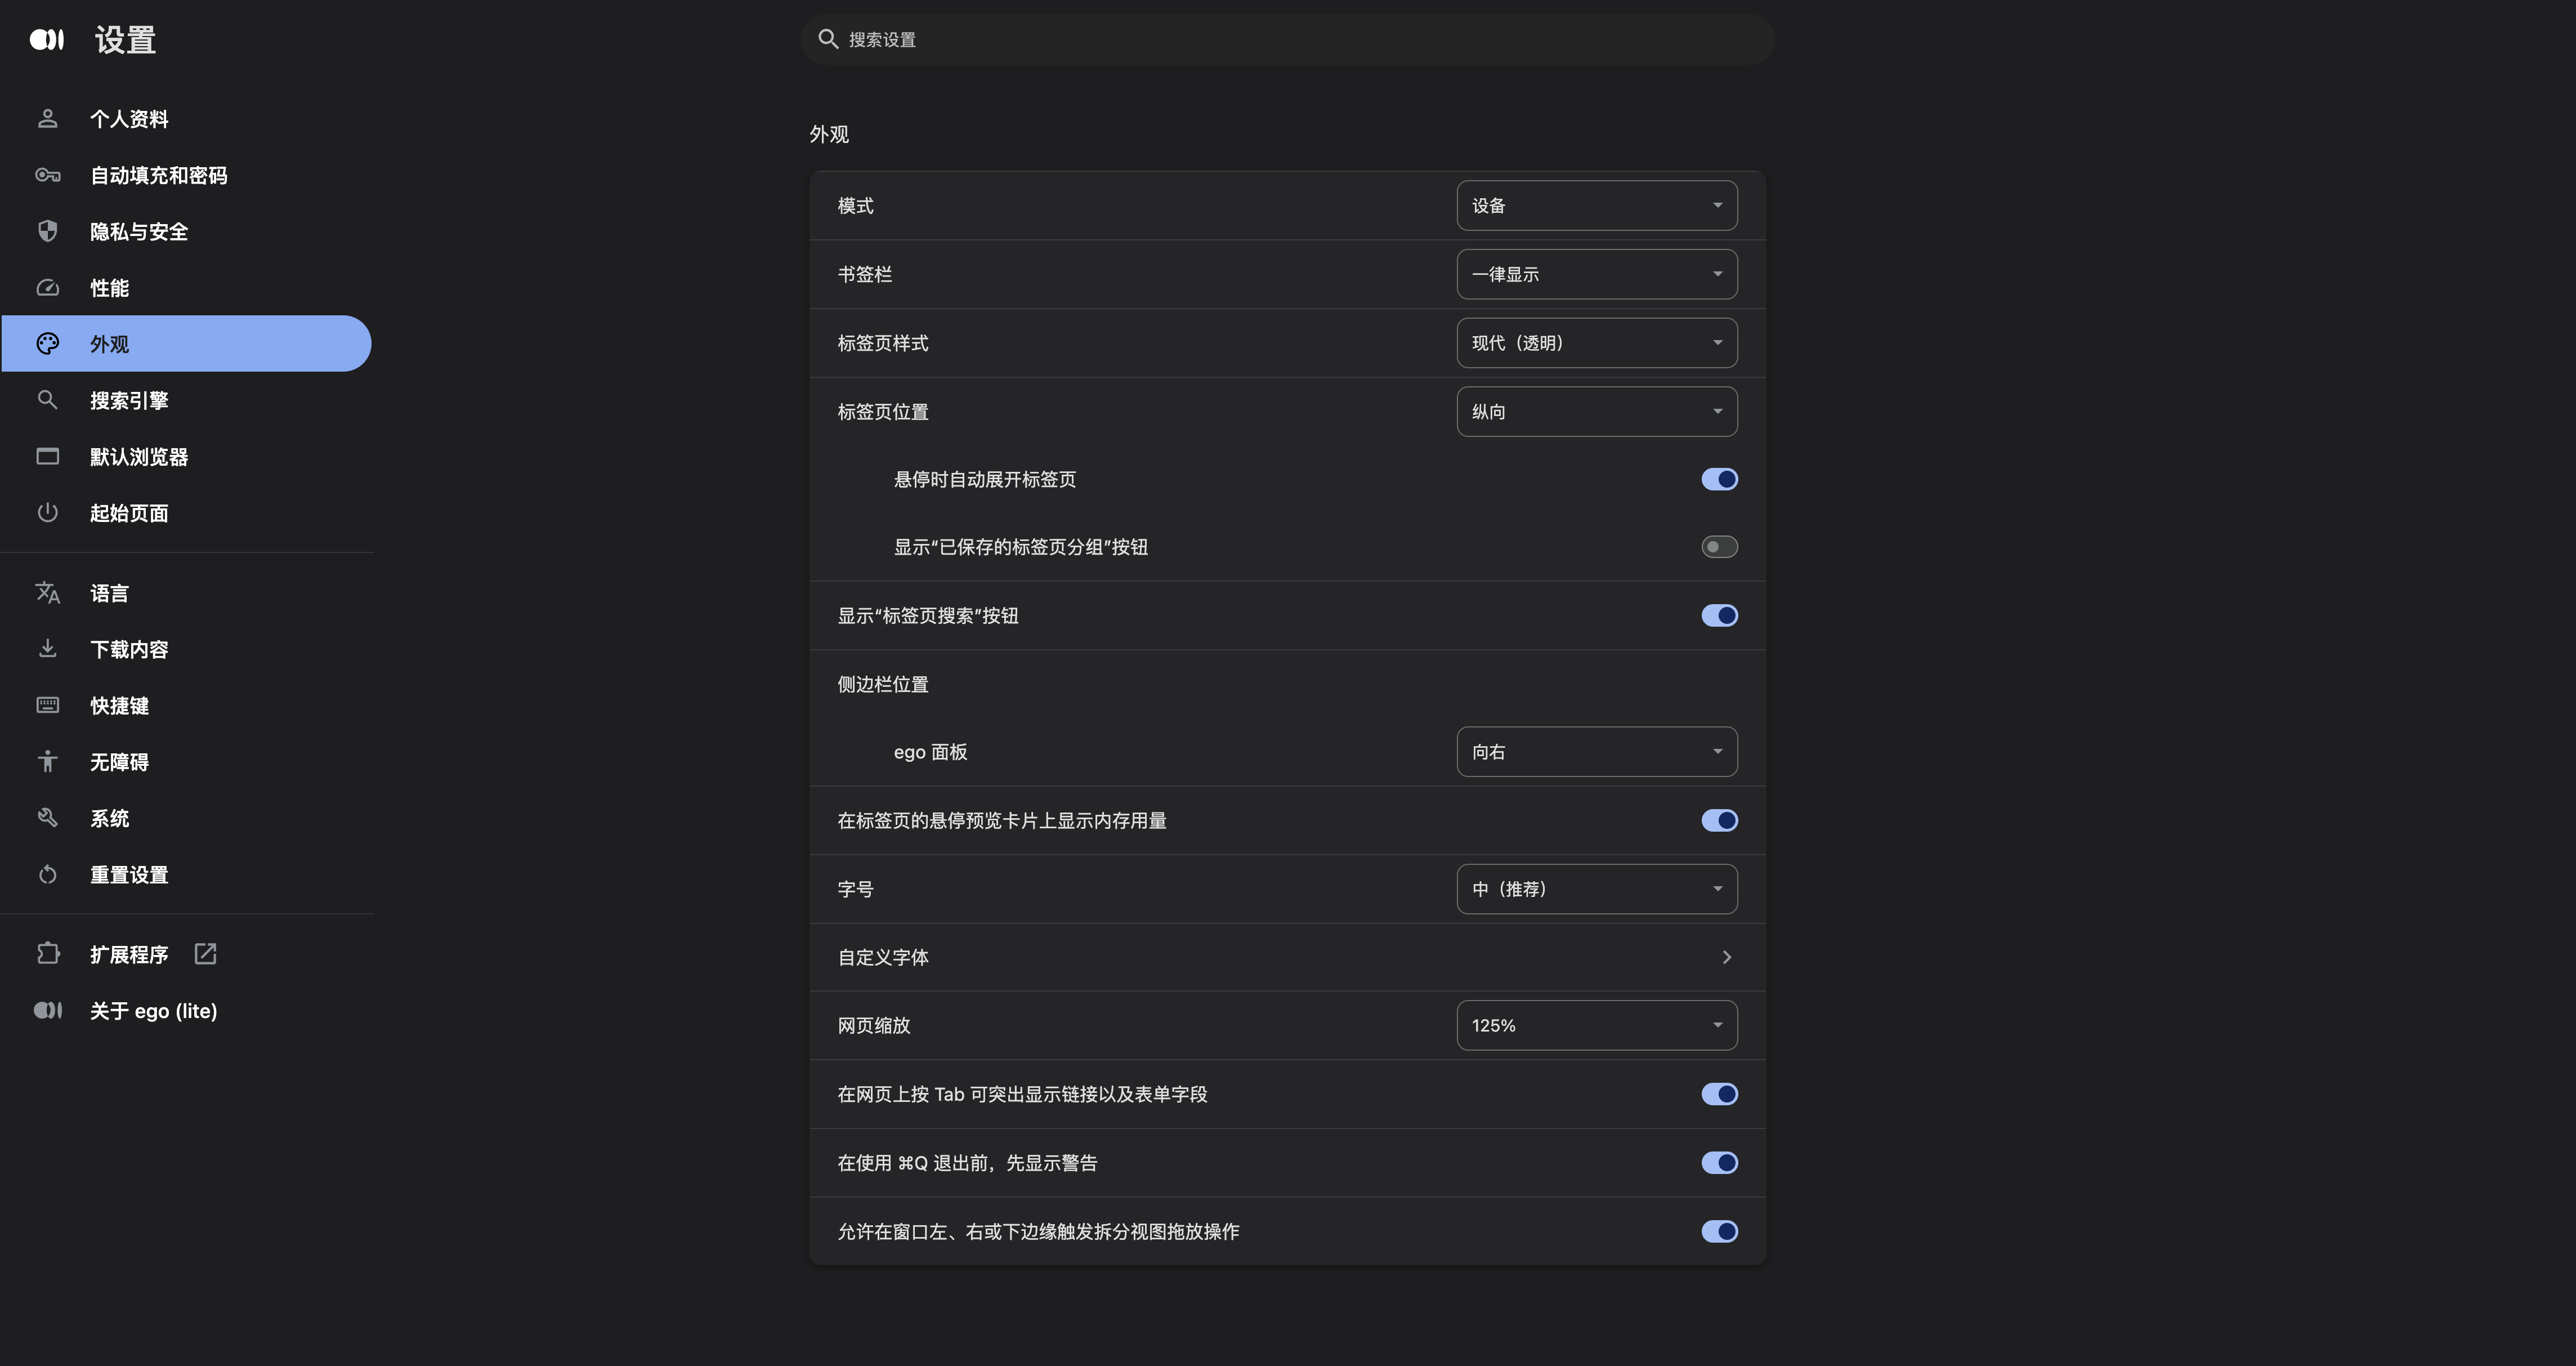 设置
搜索设置
个人资料
自动填充和密码
隐私与安全
性能
外观
搜索引擎
默认浏览器
起始页面
语言
下载内容
快捷键
无障碍
系统
重置设置
扩展程序
关于 ego (lite)
外观
模式 设备
书签栏 一律显示
标签页样式 现代（透明）
标签页位置 纵向
悬停时自动展开标签页
显示“已保存的标签页分组”按钮
显示“标签页搜索”按钮
侧边栏位置
ego 面板 向右
在标签页的悬停预览卡片上显示内存用量
字号 中（推荐）
自定义字体
网页缩放 125%
在网页上按 Tab 可突出显示链接以及表单字段
在使用 ⌘Q 退出前，先显示警告
允许在窗口左、右或下边缘触发拆分视图拖放操作